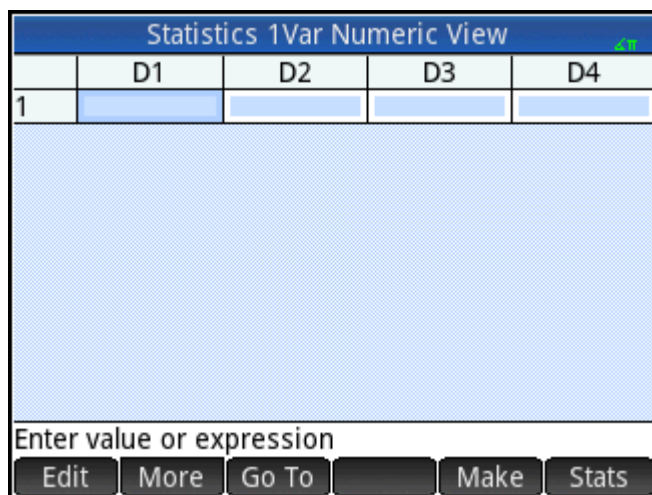 Statistics 1Var Numeric View
∡π
D1 D2 D3 D4
1
Enter value or expression
Edit More Go To Make Stats